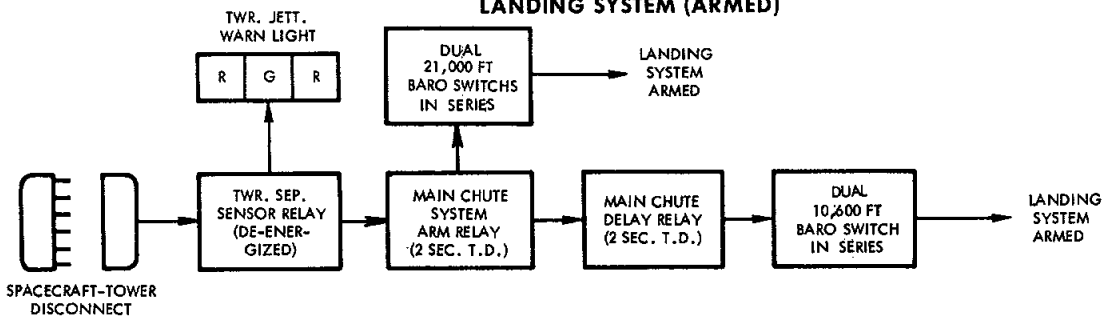 LANDING SYSTEM (ARMED)
TWR. JETT.
WARN LIGHT
R G R
DUAL
21,000 FT
BARO SWITCHS
IN SERIES
LANDING
SYSTEM
ARMED
SPACECRAFT-TOWER
DISCONNECT
TWR. SEP.
SENSOR RELAY
(DE-ENER-
GIZED)
MAIN CHUTE
SYSTEM
ARM RELAY
(2 SEC. T.D.)
MAIN CHUTE
DELAY RELAY
(2 SEC. T.D.)
DUAL
10,600 FT
BARO SWITCH
IN SERIES
LANDING
SYSTEM
ARMED